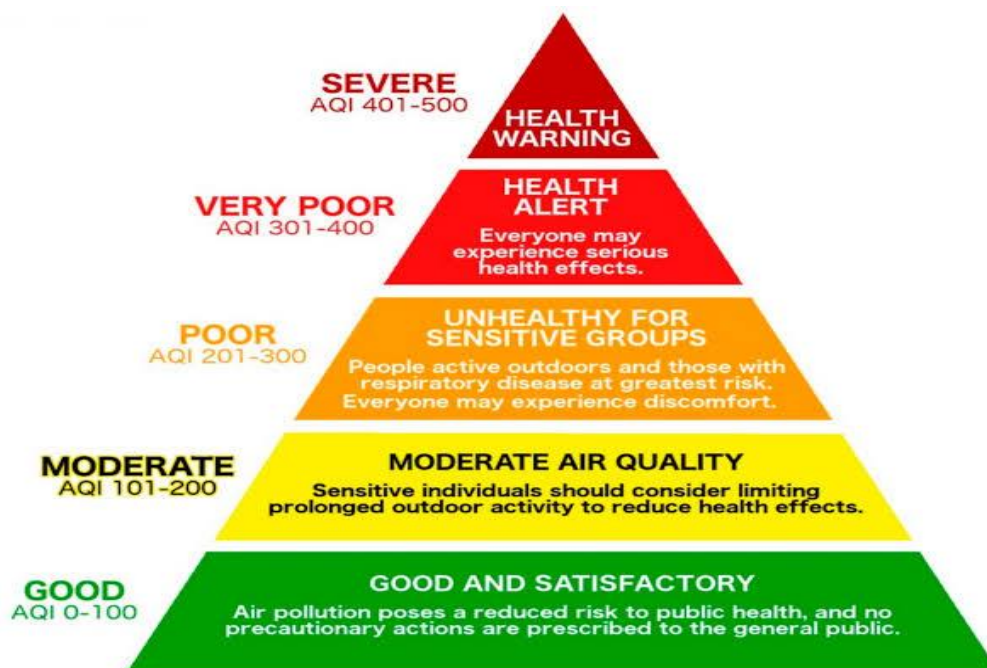 SEVERE
AQI 401-500
HEALTH
WARNING
VERY POOR
AQI 301-400
HEALTH
ALERT
Everyone may
experience serious
health effects.
POOR
AQI 201-300
UNHEALTHY FOR
SENSITIVE GROUPS
People active outdoors and those with
respiratory disease at greatest risk.
Everyone may experience discomfort.
MODERATE
AQI 101-200
MODERATE AIR QUALITY
Sensitive individuals should consider limiting
prolonged outdoor activity to reduce health effects.
GOOD
AQI 0-100
GOOD AND SATISFACTORY
Air pollution poses a reduced risk to public health, and no
precautionary actions are prescribed to the general public.